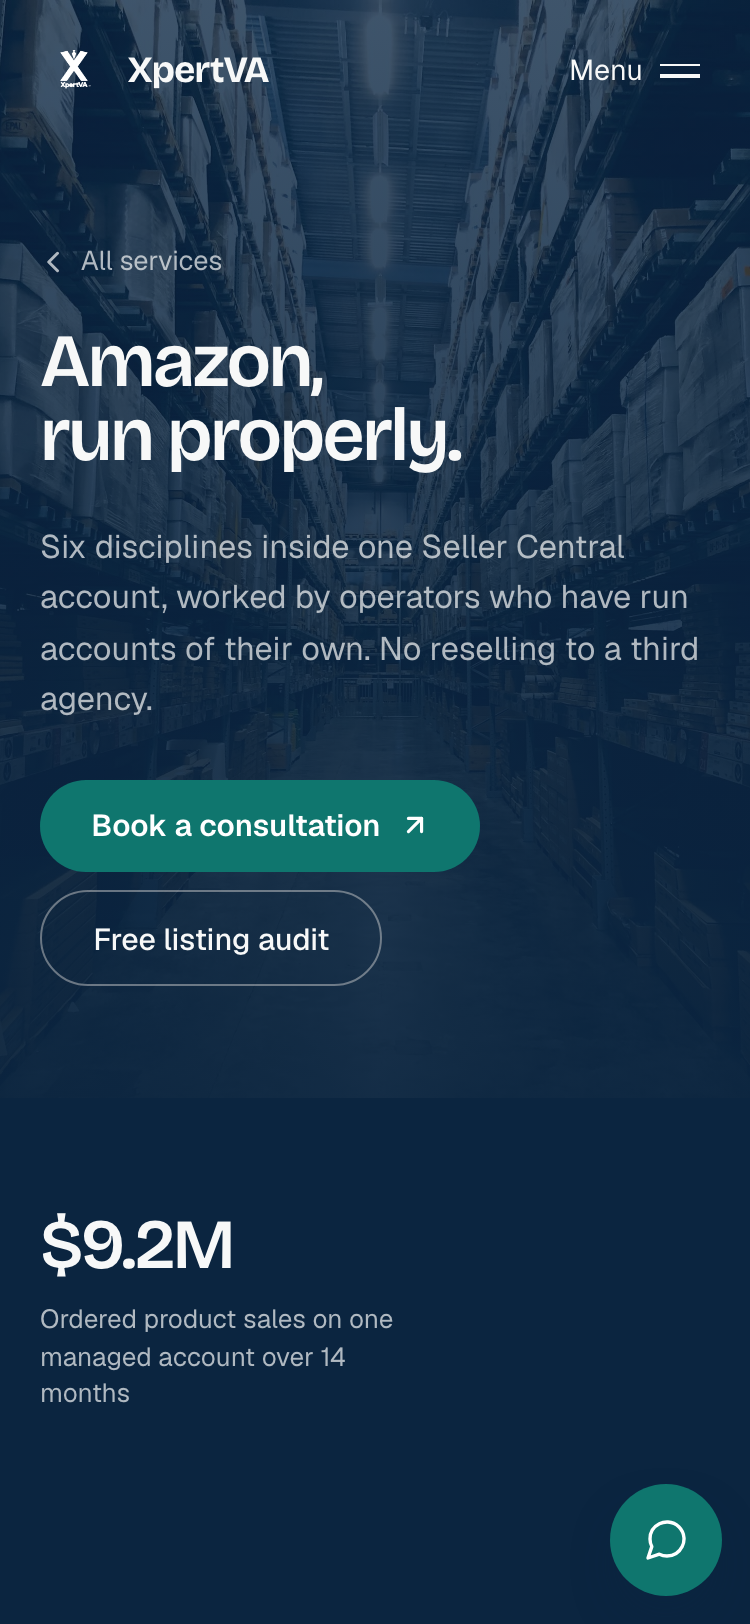 XpertVA
XpertVA
Menu
All services
Amazon,
run properly.
Six disciplines inside one Seller Central
account, worked by operators who have run
accounts of their own. No reselling to a third
agency.
Book a consultation
Free listing audit
$9.2M
Ordered product sales on one
managed account over 14
months